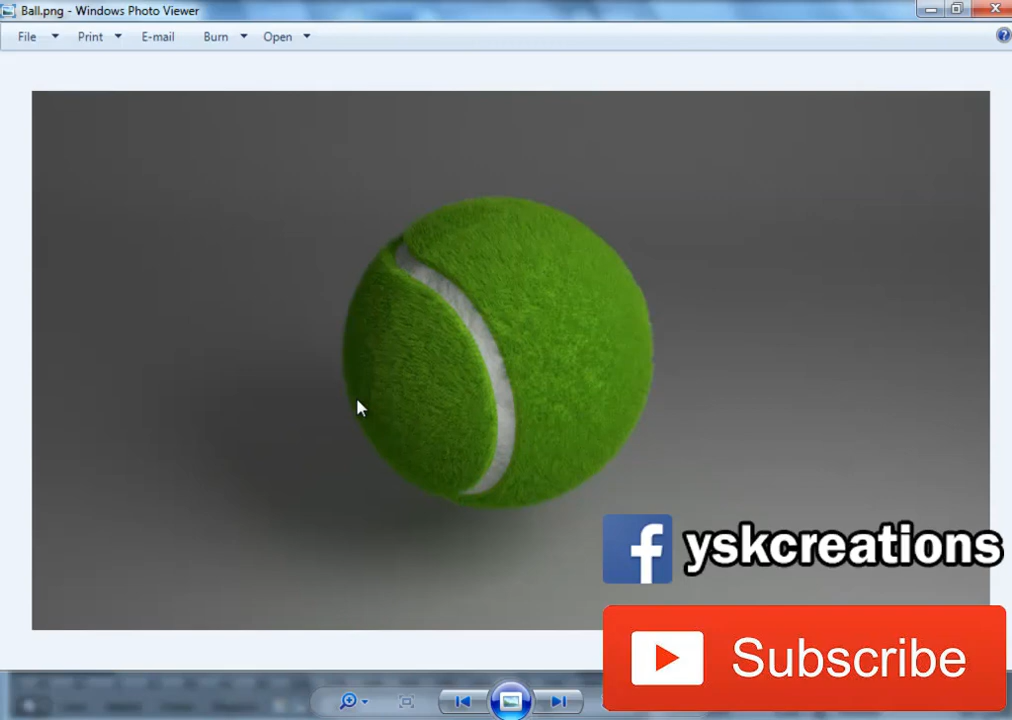 Ball.png - Windows Photo Viewer
File Print E-mail Burn Open
yskcreations
Subscribe